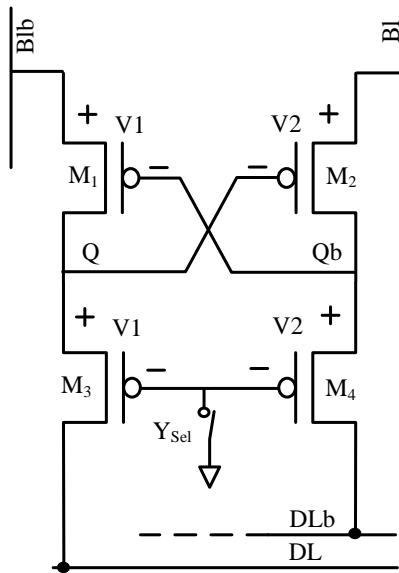 Blb
Bl
+
+
V1
V2
−
−
M1
M2
Q
Qb
+
+
V1
V2
−
−
M3
M4
YSel
DLb
DL